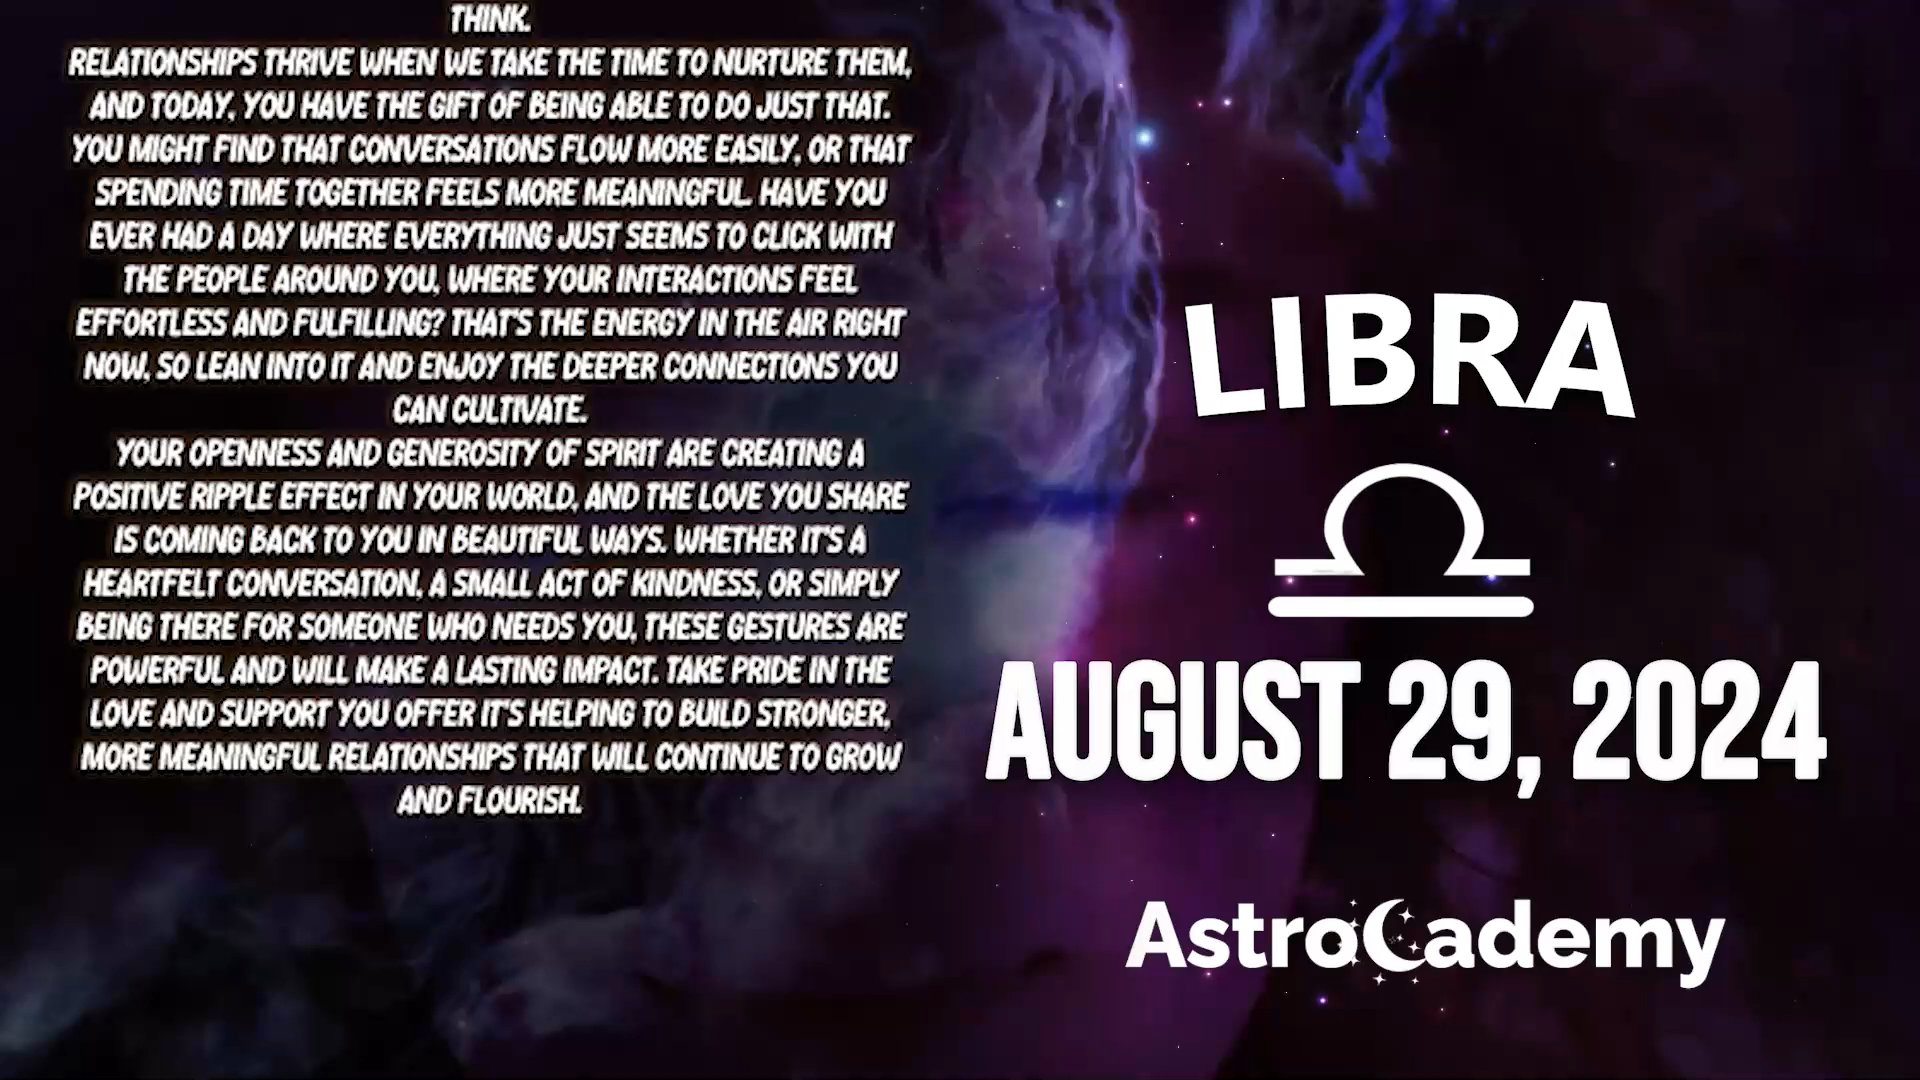 THINK.
RELATIONSHIPS THRIVE WHEN WE TAKE THE TIME TO NURTURE THEM,
AND TODAY, YOU HAVE THE GIFT OF BEING ABLE TO DO JUST THAT.
YOU MIGHT FIND THAT CONVERSATIONS FLOW MORE EASILY, OR THAT
SPENDING TIME TOGETHER FEELS MORE MEANINGFUL. HAVE YOU
EVER HAD A DAY WHERE EVERYTHING JUST SEEMS TO CLICK WITH
THE PEOPLE AROUND YOU, WHERE YOUR INTERACTIONS FEEL
EFFORTLESS AND FULFILLING? THAT'S THE ENERGY IN THE AIR RIGHT
NOW, SO LEAN INTO IT AND ENJOY THE DEEPER CONNECTIONS YOU
CAN CULTIVATE.
YOUR OPENNESS AND GENEROSITY OF SPIRIT ARE CREATING A
POSITIVE RIPPLE EFFECT IN YOUR WORLD, AND THE LOVE YOU SHARE
IS COMING BACK TO YOU IN BEAUTIFUL WAYS. WHETHER IT'S A
HEARTFELT CONVERSATION, A SMALL ACT OF KINDNESS, OR SIMPLY
BEING THERE FOR SOMEONE WHO NEEDS YOU, THESE GESTURES ARE
POWERFUL AND WILL MAKE A LASTING IMPACT. TAKE PRIDE IN THE
LOVE AND SUPPORT YOU OFFER IT'S HELPING TO BUILD STRONGER,
MORE MEANINGFUL RELATIONSHIPS THAT WILL CONTINUE TO GROW
AND FLOURISH.
LIBRA
AUGUST 29, 2024
AstroCademy